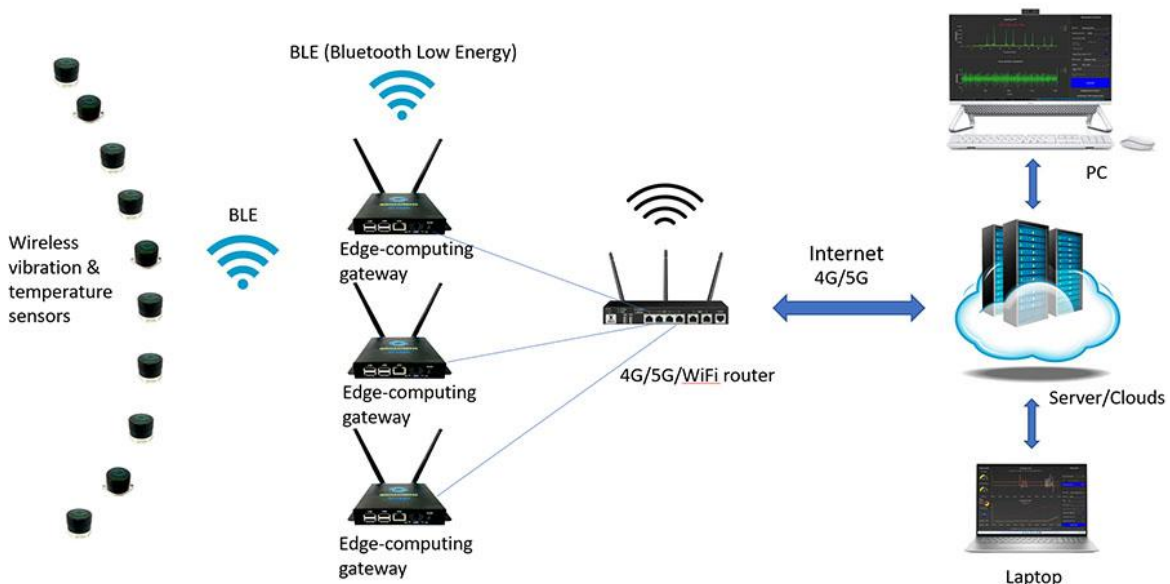 BLE (Bluetooth Low Energy)
BLE
Wireless
vibration &
temperature
sensors
Edge-computing
gateway
Edge-computing
gateway
Edge-computing
gateway
4G/5G/WiFi router
Internet
4G/5G
PC
Server/Clouds
Laptop